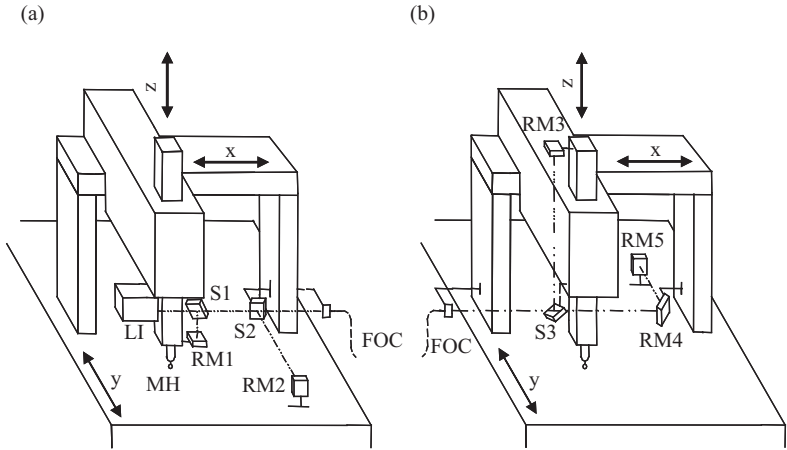 (a)
(b)
z
z
RM3
x
x
RM5
S1
LI
S2
S3
FOC
FOC
RM1
RM4
MH
RM2
y
y